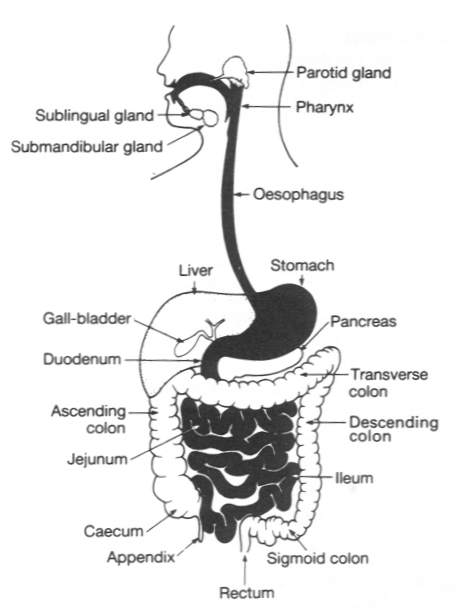 Parotid gland
Pharynx
Sublingual gland
Submandibular gland
Oesophagus
Liver
Stomach
Gall-bladder
Pancreas
Duodenum
Transverse
colon
Ascending
colon
Descending
colon
Jejunum
Ileum
Caecum
Appendix
Sigmoid colon
Rectum